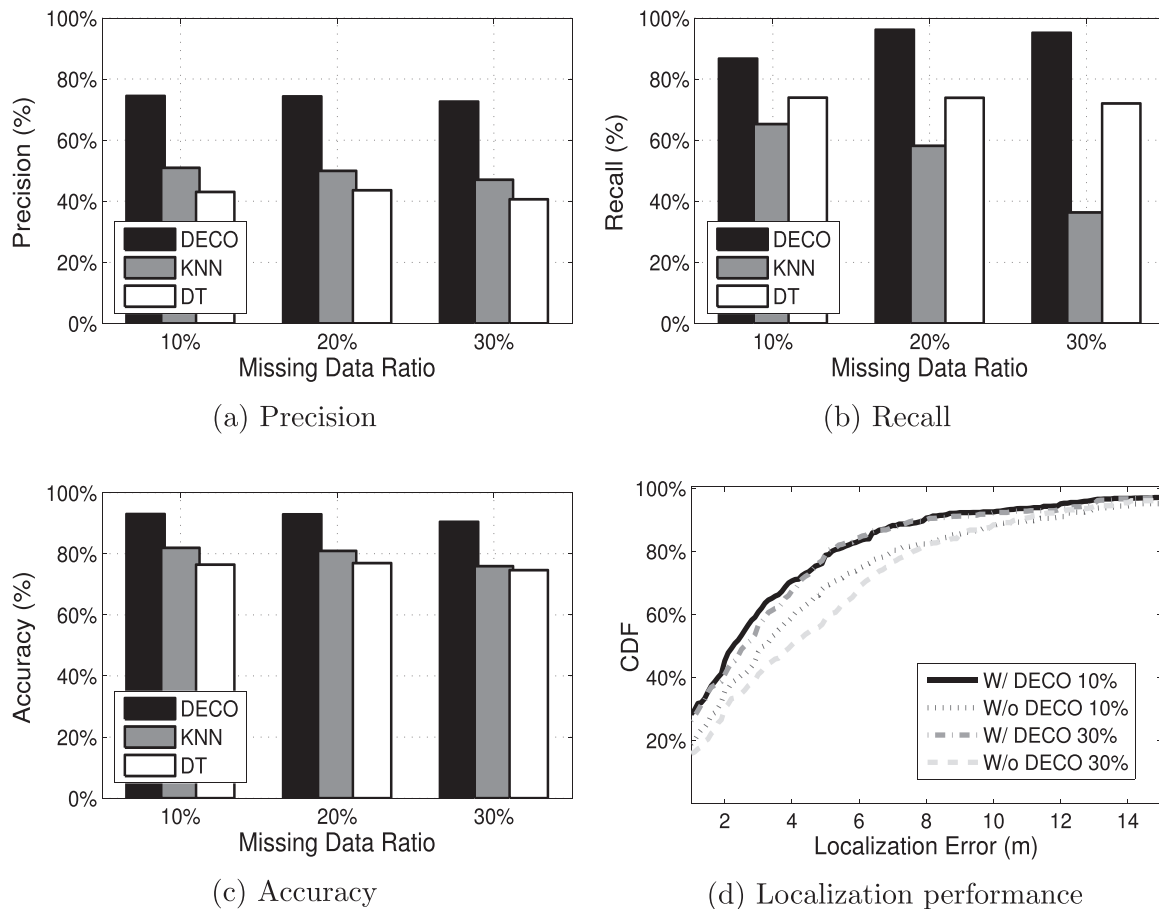 100%
80%
60%
40%
20%
0%
Precision (%)
DECO
KNN
DT
10%
20%
30%
Missing Data Ratio
(a) Precision
100%
80%
60%
40%
20%
0%
Recall (%)
DECO
KNN
DT
10%
20%
30%
Missing Data Ratio
(b) Recall
100%
80%
60%
40%
20%
0%
Accuracy (%)
DECO
KNN
DT
10%
20%
30%
Missing Data Ratio
(c) Accuracy
100%
80%
60%
40%
20%
CDF
W/ DECO 10%
W/o DECO 10%
W/ DECO 30%
W/o DECO 30%
2
4
6
8
10
12
14
Localization Error (m)
(d) Localization performance